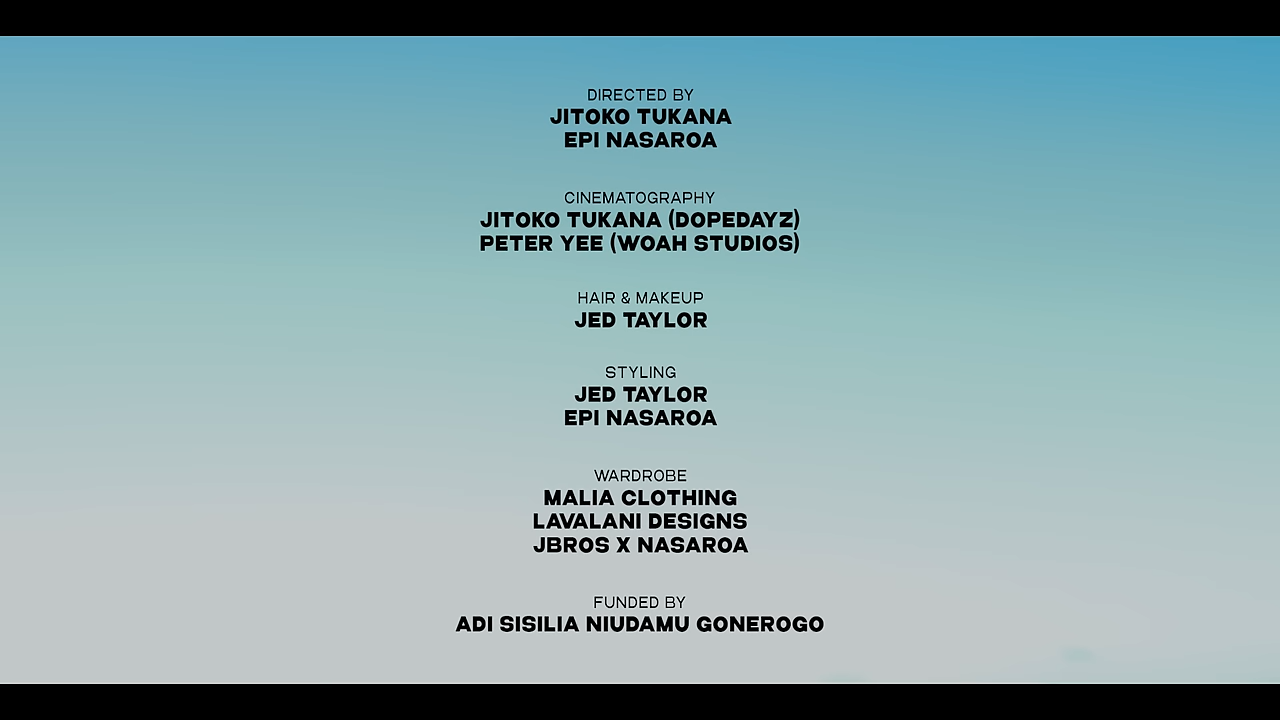 DIRECTED BY
JITOKO TUKANA
EPI NASAROA
CINEMATOGRAPHY
JITOKO TUKANA (DOPEDAYZ)
PETER YEE (WOAH STUDIOS)
HAIR & MAKEUP
JED TAYLOR
STYLING
JED TAYLOR
EPI NASAROA
WARDROBE
MALIA CLOTHING
LAVALANI DESIGNS
JBROS X NASAROA
FUNDED BY
ADI SISILIA NIUDAMU GONEROGO